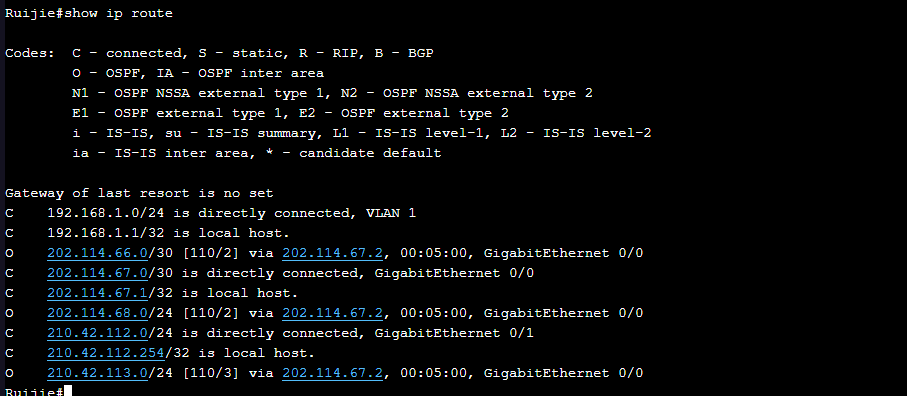 Ruijie#show ip route
Codes:  C - connected, S - static, R - RIP, B - BGP
        O - OSPF, IA - OSPF inter area
        N1 - OSPF NSSA external type 1, N2 - OSPF NSSA external type 2
        E1 - OSPF external type 1, E2 - OSPF external type 2
        i - IS-IS, su - IS-IS summary, L1 - IS-IS level-1, L2 - IS-IS level-2
        ia - IS-IS inter area, * - candidate default
Gateway of last resort is no set
C    192.168.1.0/24 is directly connected, VLAN 1
C    192.168.1.1/32 is local host.
O    202.114.66.0/30 [110/2] via 202.114.67.2, 00:05:00, GigabitEthernet 0/0
C    202.114.67.0/30 is directly connected, GigabitEthernet 0/0
C    202.114.67.1/32 is local host.
O    202.114.68.0/24 [110/2] via 202.114.67.2, 00:05:00, GigabitEthernet 0/0
C    210.42.112.0/24 is directly connected, GigabitEthernet 0/1
C    210.42.112.254/32 is local host.
O    210.42.113.0/24 [110/3] via 202.114.67.2, 00:05:00, GigabitEthernet 0/0
Ruijie#